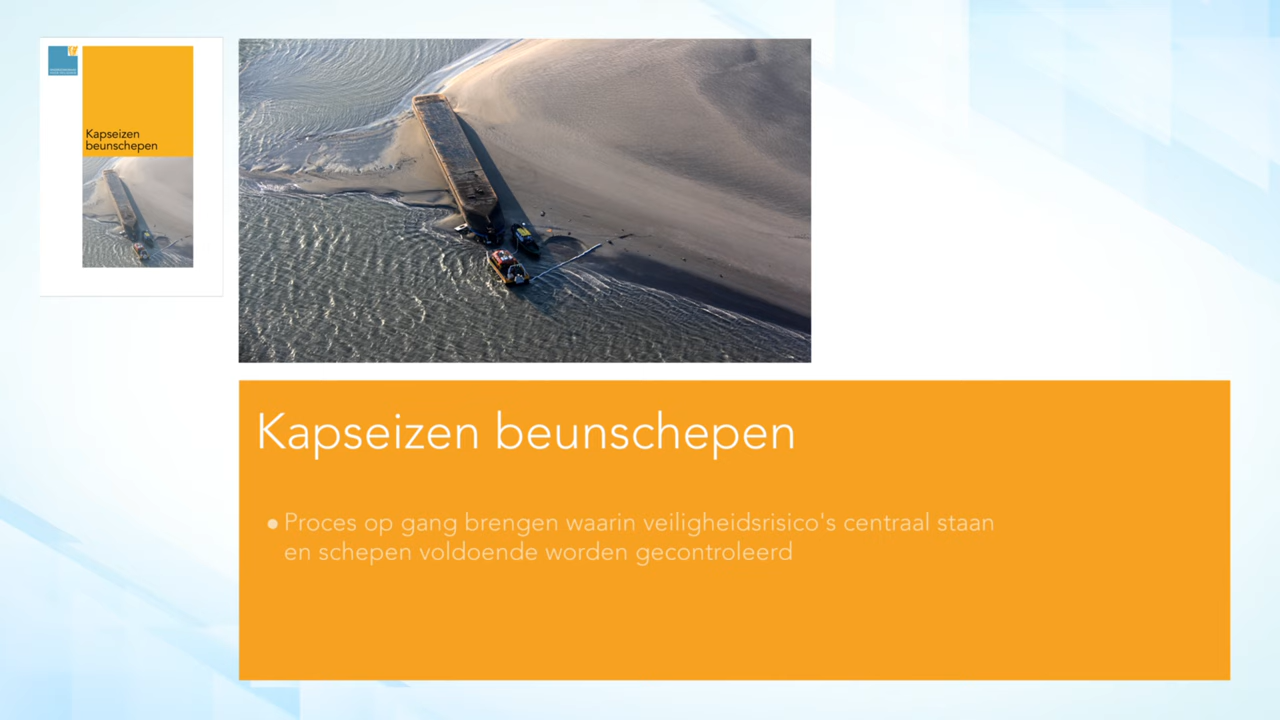 Kapseizen
beunschepen
Kapseizen beunschepen
• Proces op gang brengen waarin veiligheidsrisico's centraal staan
en schepen voldoende worden gecontroleerd